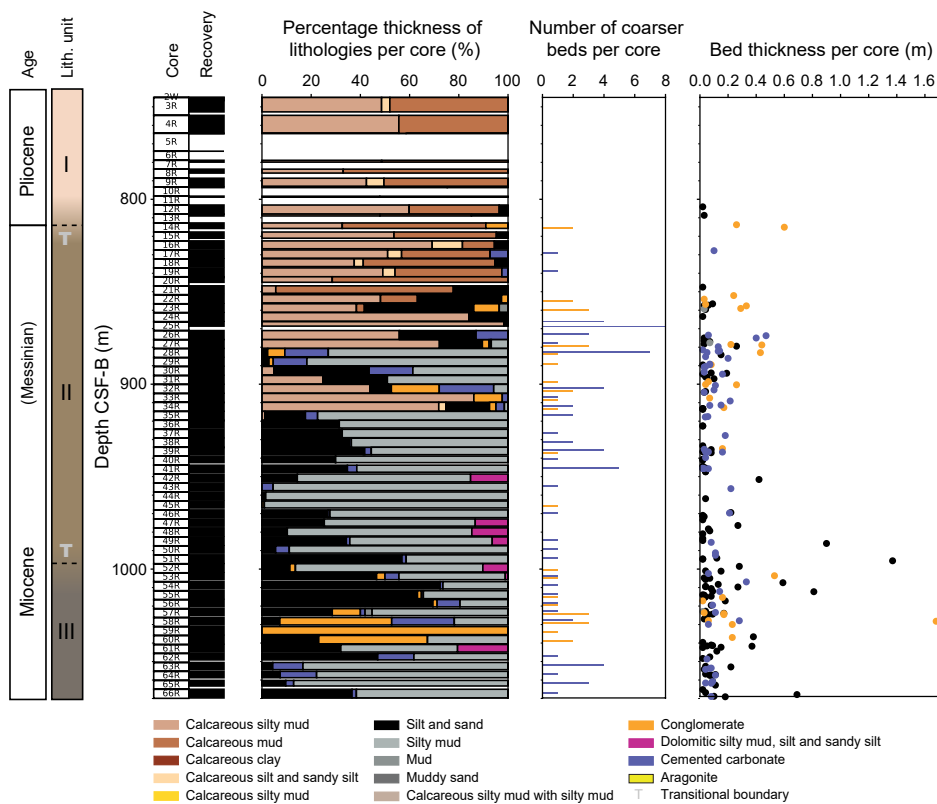 Age
Lith. unit
Core
Recovery
Percentage thickness of
lithologies per core (%)
Number of coarser
beds per core
Bed thickness per core (m)
0 20 40 60 80 100
0 2 4 6 8
0.0 0.2 0.4 0.6 0.8 1.0 1.2 1.4 1.6
Pliocene
(Messinian)
Miocene
I
T
II
T
III
Depth CSF-B (m)
800
900
1000
2W
3R
4R
5R
6R
7R
8R
9R
10R
11R
12R
13R
14R
15R
16R
17R
18R
19R
20R
21R
22R
23R
24R
25R
26R
27R
28R
29R
30R
31R
32R
33R
34R
35R
36R
37R
38R
39R
40R
41R
42R
43R
44R
45R
46R
47R
48R
49R
50R
51R
52R
53R
54R
55R
56R
57R
58R
59R
60R
61R
62R
63R
64R
65R
66R
Calcareous silty mud
Calcareous mud
Calcareous clay
Calcareous silt and sandy silt
Calcareous silty mud
Silt and sand
Silty mud
Mud
Muddy sand
Calcareous silty mud with silty mud
Conglomerate
Dolomitic silty mud, silt and sandy silt
Cemented carbonate
Aragonite
T Transitional boundary